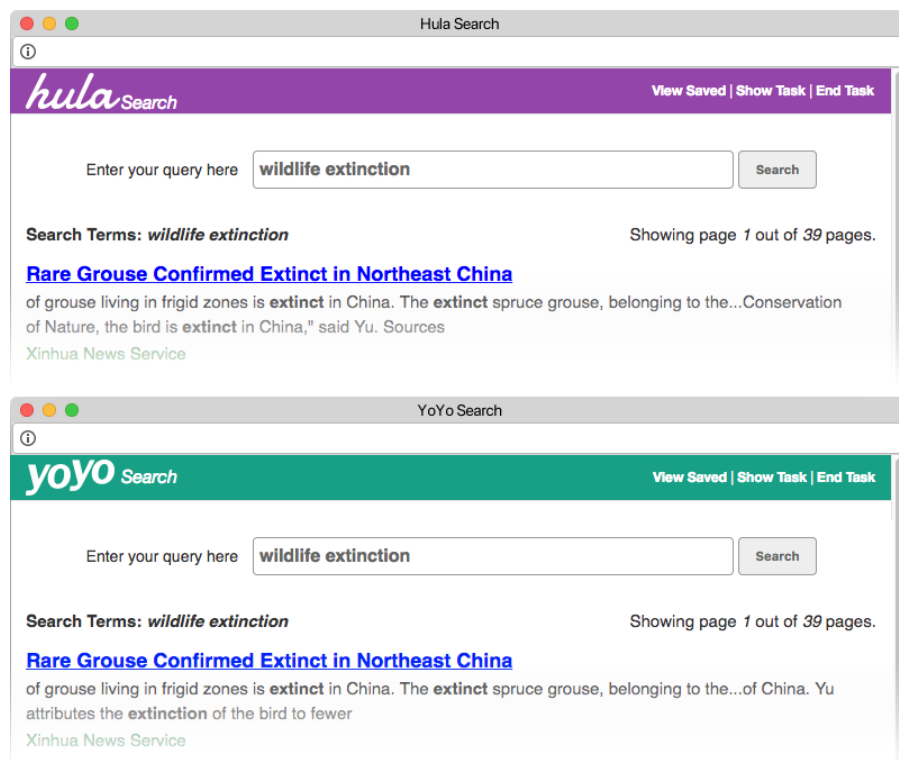 Hula Search
hula Search
View Saved | Show Task | End Task
Enter your query here
wildlife extinction
Search
Search Terms: wildlife extinction
Showing page 1 out of 39 pages.
Rare Grouse Confirmed Extinct in Northeast China
of grouse living in frigid zones is extinct in China. The extinct spruce grouse, belonging to the...Conservation
of Nature, the bird is extinct in China," said Yu. Sources
Xinhua News Service
YoYo Search
yoyo Search
View Saved | Show Task | End Task
Enter your query here
wildlife extinction
Search
Search Terms: wildlife extinction
Showing page 1 out of 39 pages.
Rare Grouse Confirmed Extinct in Northeast China
of grouse living in frigid zones is extinct in China. The extinct spruce grouse, belonging to the...of China. Yu
attributes the extinction of the bird to fewer
Xinhua News Service